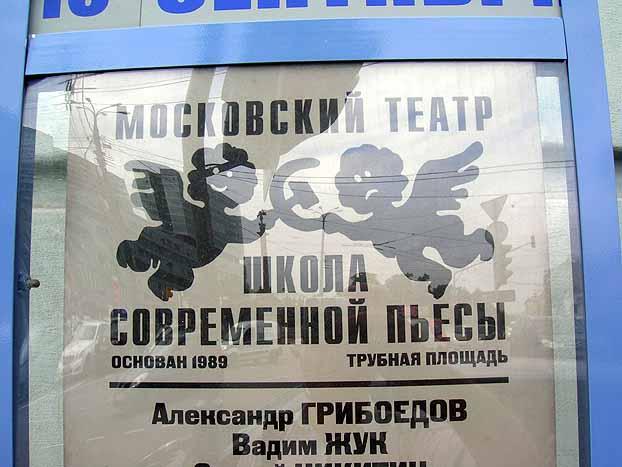 МОСКОВСКИЙ ТЕАТР
ШКОЛА
СОВРЕМЕННОЙ ПЬЕСЫ
ОСНОВАН 1989 ТРУБНАЯ ПЛОЩАДЬ
Александр ГРИБОЕДОВ
Вадим ЖУК